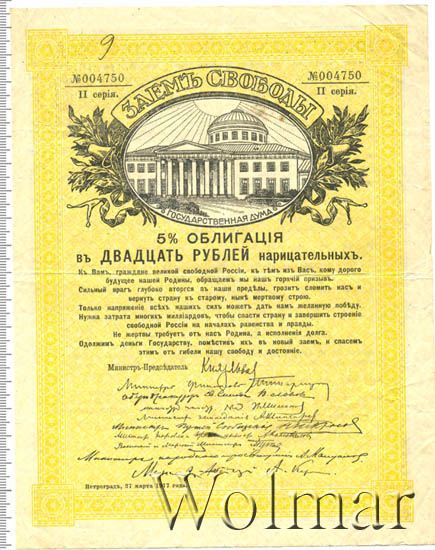 9
№004750 №004750
II серія. II серія.
ЗАЕМЪ СВОБОДЫ
ГОСУДАРСТВЕННАЯ ДУМА
5% ОБЛИГАЦІЯ
въ ДВАДЦАТЬ РУБЛЕЙ нарицательныхъ.
Къ Вамъ, граждане великой свободной Россіи, къ тѣмъ изъ Васъ, кому дорого
будущее нашей Родины, обращаемъ мы нашъ горячій призывъ.
Сильный врагъ глубоко вторгся въ наши предѣлы, грозитъ сломить насъ и
вернуть страну къ старому, нынѣ мертвому строю.
Только напряженіе всѣхъ нашихъ силъ можетъ дать намъ желанную побѣду.
Нужна затрата многихъ милліардовъ, чтобы спасти страну и завершить строеніе
свободной Россіи на началахъ равенства и правды.
Не жертвы требуетъ отъ насъ Родина, а исполненія долга.
Одолжимъ деньги Государству, помѣстивъ ихъ въ новый заемъ, и спасемъ
этимъ отъ гибели нашу свободу и достояніе.
Министръ-Предсѣдатель Кн. Львов
Петроградъ, 27 марта 1917 года.
Wolmar